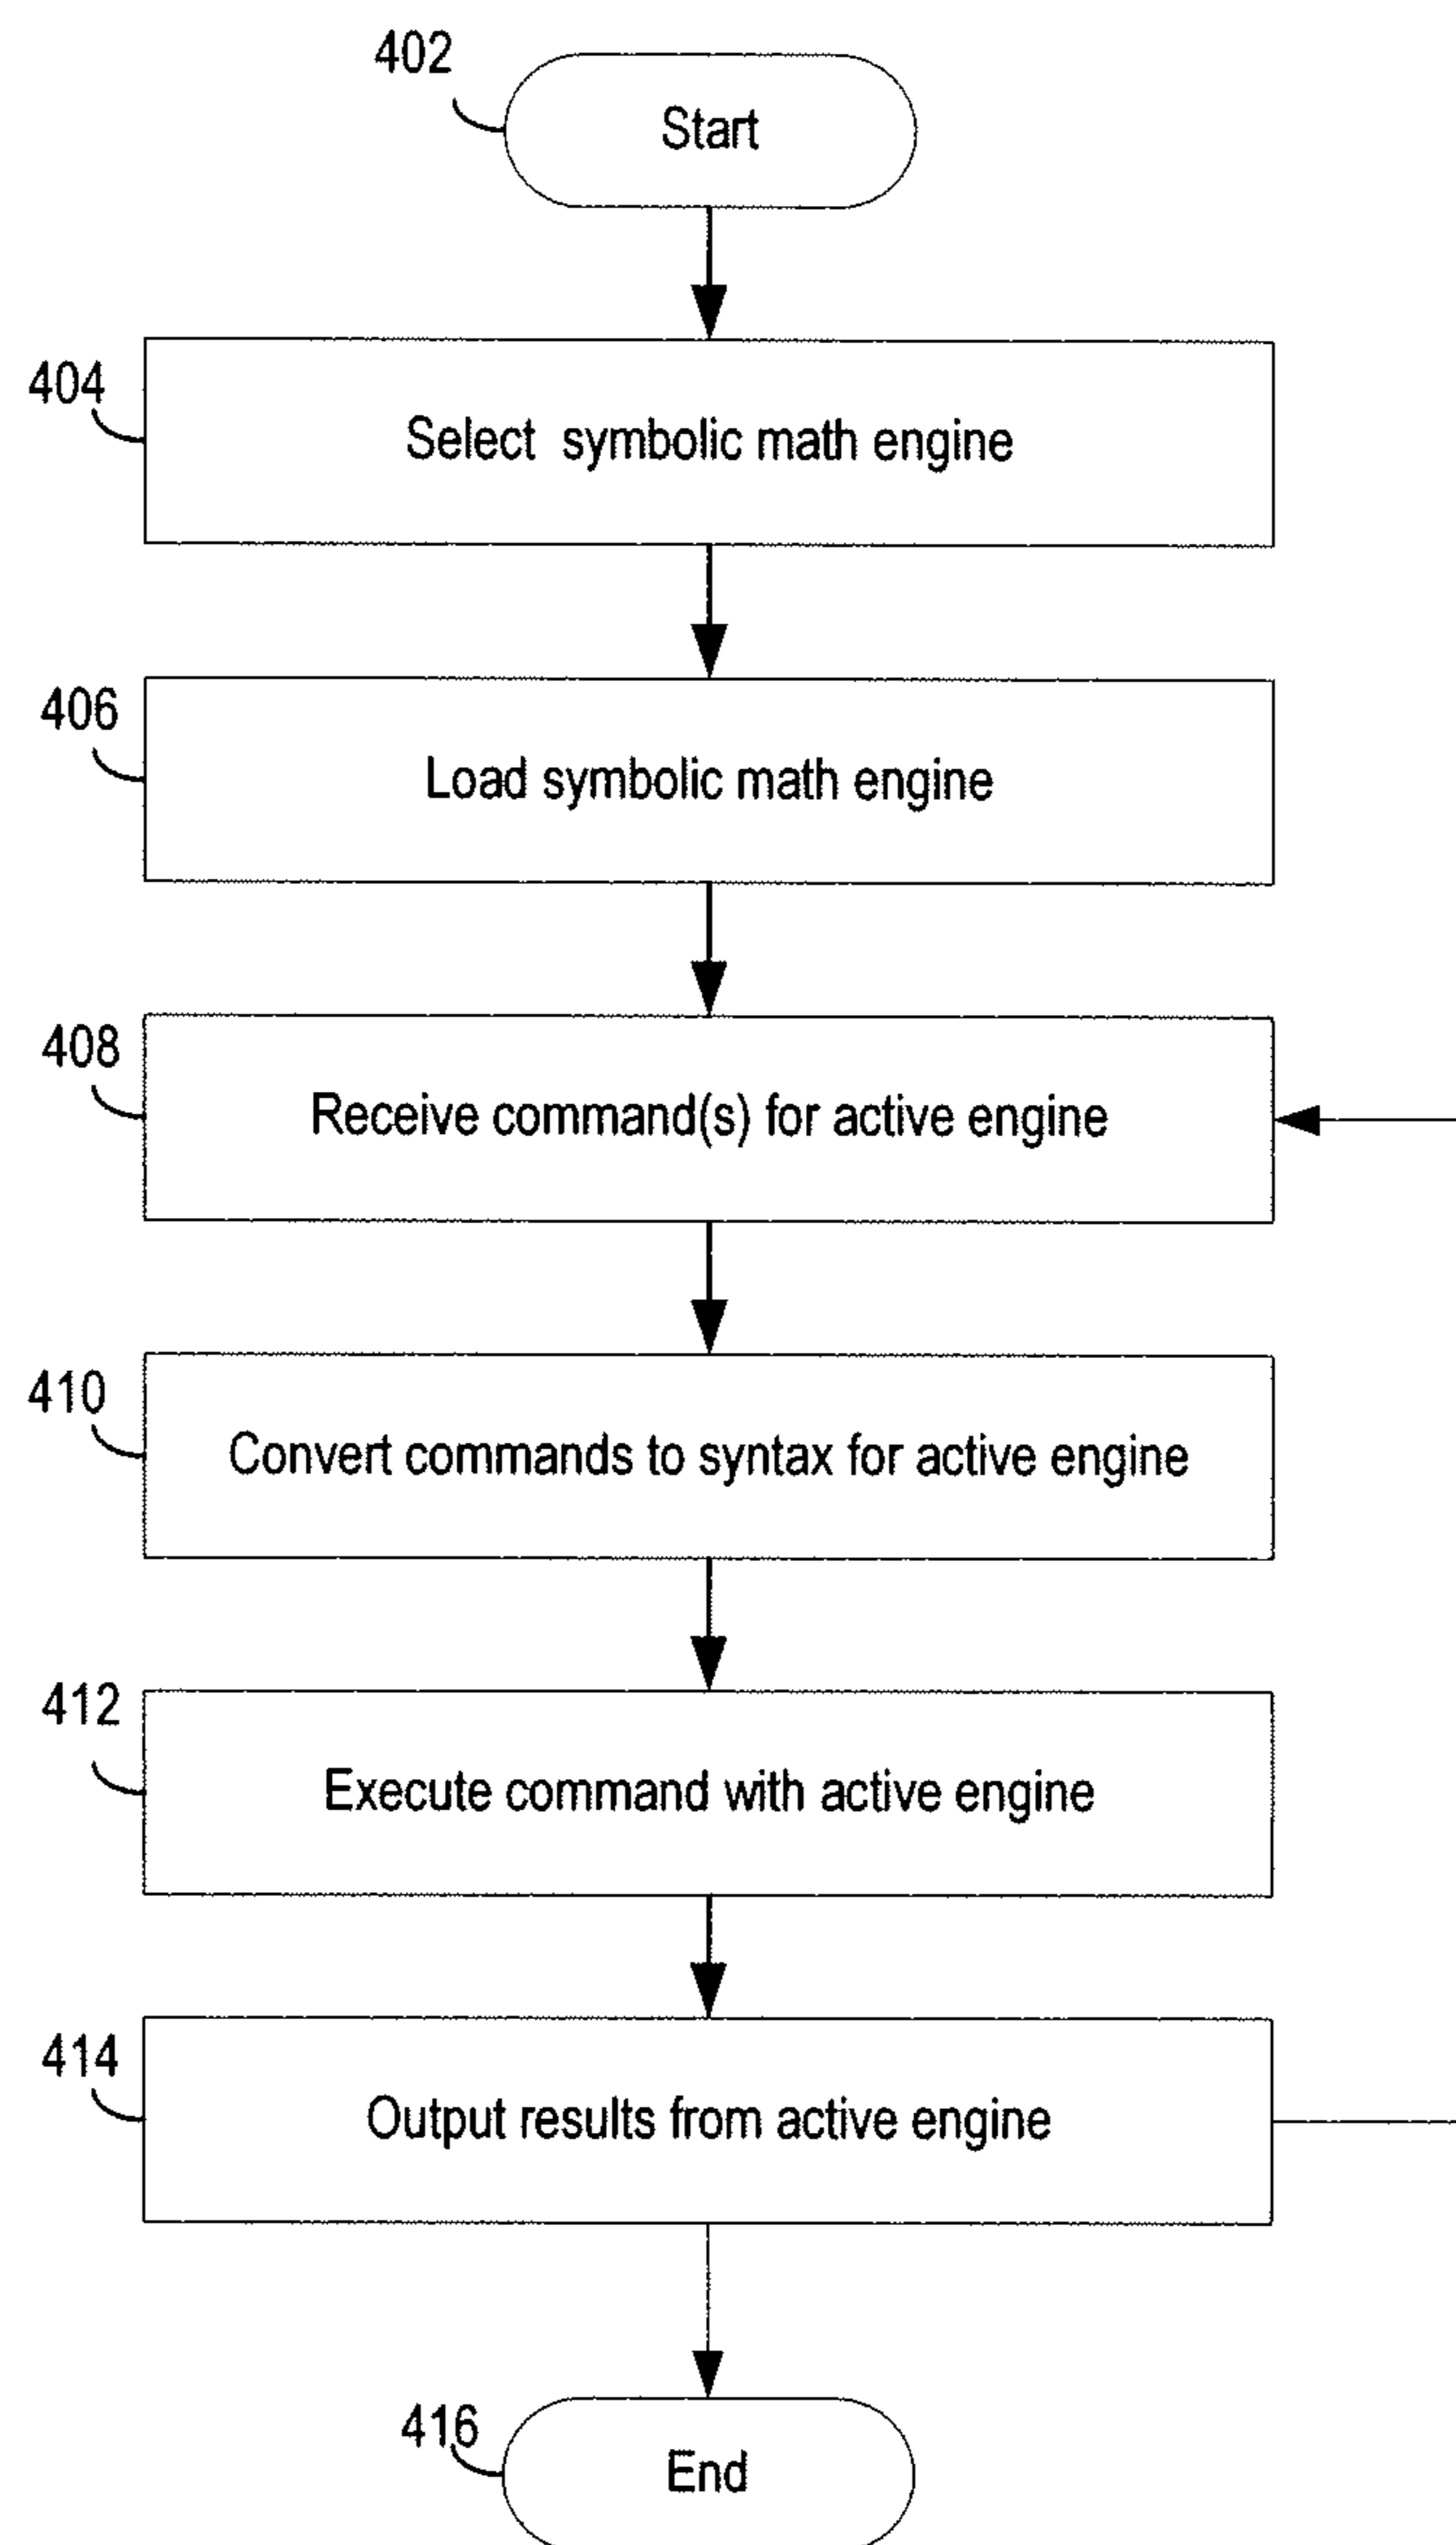 402
Start
404
Select symbolic math engine
406
Load symbolic math engine
408
Receive command(s) for active engine
410
Convert commands to syntax for active engine
412
Execute command with active engine
414
Output results from active engine
416
End